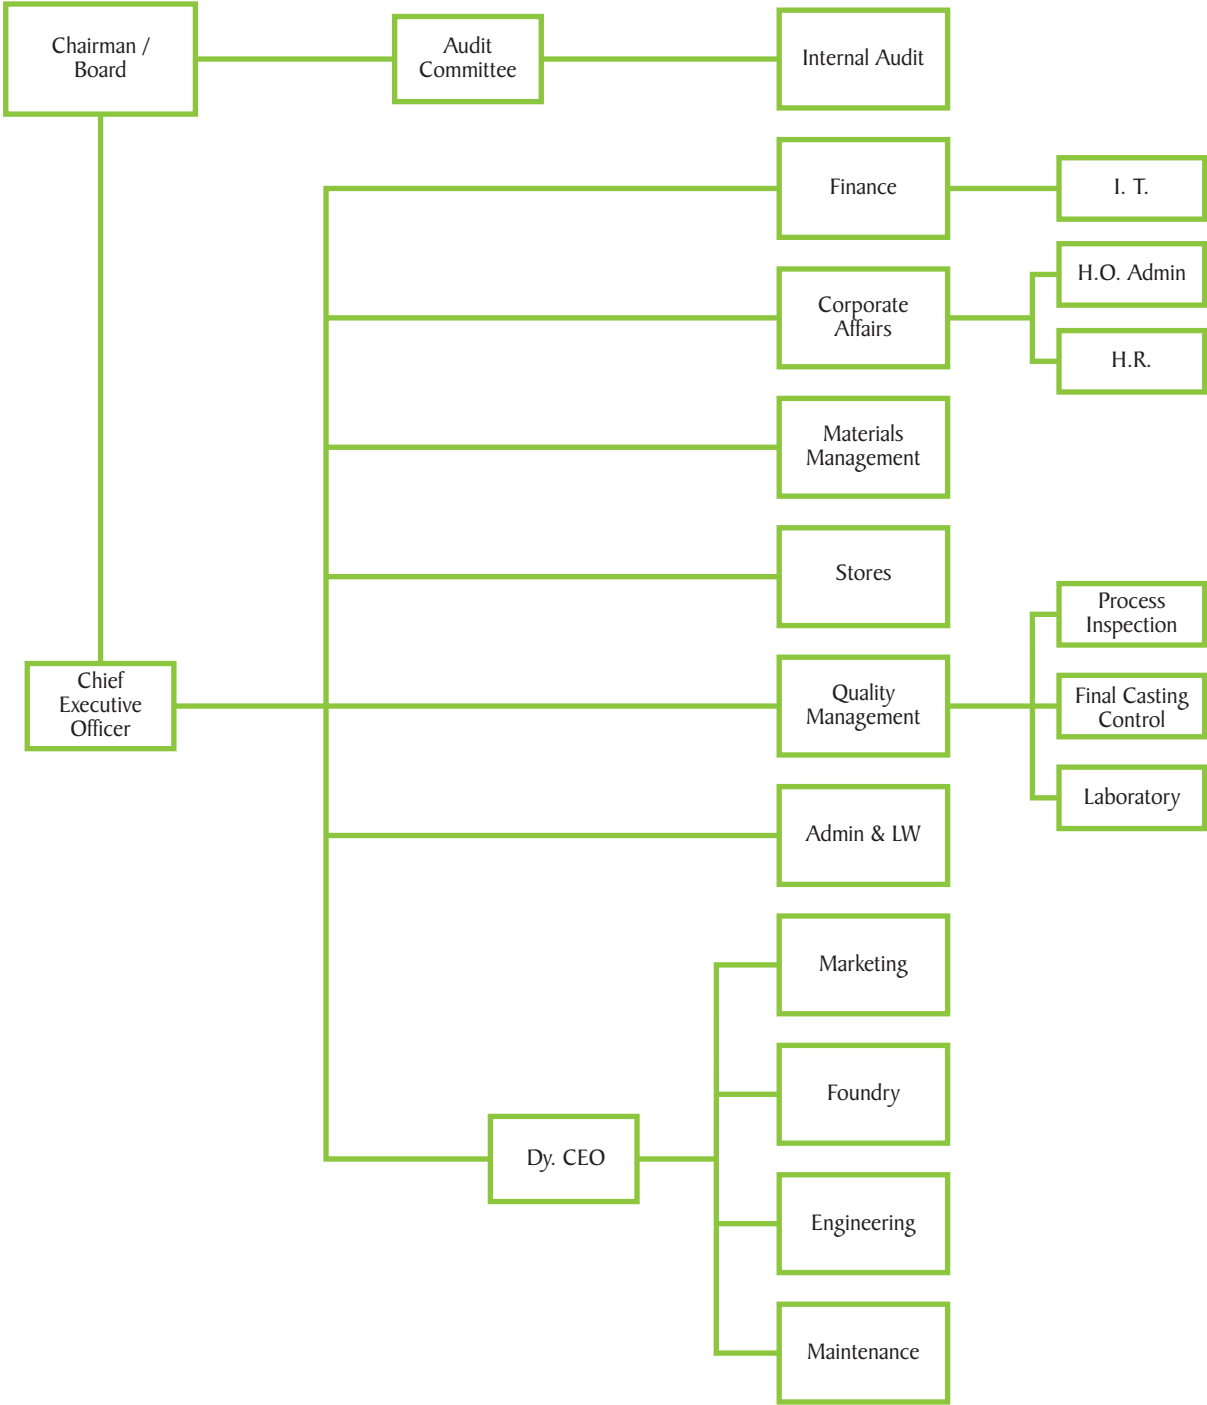 Chairman /
Board
Audit
Committee
Internal Audit
Finance
I. T.
Corporate
Affairs
H.O. Admin
H.R.
Materials
Management
Stores
Chief
Executive
Officer
Quality
Management
Process
Inspection
Final Casting
Control
Laboratory
Admin & LW
Dy. CEO
Marketing
Foundry
Engineering
Maintenance